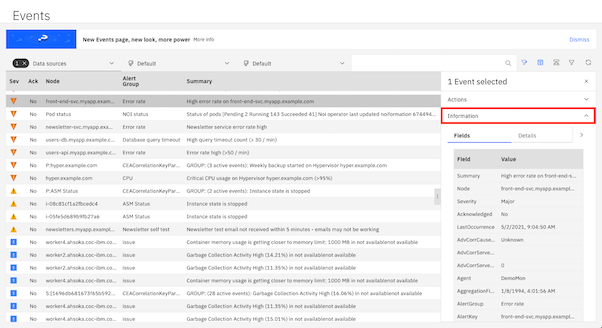 Events
New Events page, new look, more power More info Dismiss
1 × Data sources Default Default
Sev Ack Node Alert Group Summary
No front-end-svc.myapp.example.com Error rate High error rate on front-end-svc.myapp.example.com
No Pod status NOI status Status of pods [Pending 2 Running 143 Succeeded 41] Noi operator last updated noiformation 674494...
No newsletter-svc.myapp.exam... Error rate Newsletter service error rate high
No users-db.myapp.example.com Database query timeout High query timeout count (> 30 / min)
No users-api.myapp.example.c... Error rate Error rate high (>50 / min)
No P:hyper.example.com CEACorrelationKeyPar... GROUP: (3 active events): Weekly backup started on Hypervisor hyper.example.com
No hyper.example.com CPU Critical CPU usage on Hypervisor hyper.example.com (>95%)
No P:ASM Status CEACorrelationKeyPar... GROUP: (2 active events): Instance state is stopped
No i-08c81cf1a2fbcedc4 ASM Status Instance state is stopped
No i-05fe5d689b9fb27a6 ASM Status Instance state is stopped
No newsletters.myapp.example... Newsletter self test Newsletter test email not received within 5 minutes - emails may not be working
No worker4.ahsoka.coc-ibm.co... issue Container memory usage is getting closer to memory limit: 1000 MB in not availableonot available
No worker2.ahsoka.coc-ibm.co... issue Garbage Collection Activity High (14.21%) in not availableonot available
No worker2.ahsoka.coc-ibm.co... issue Garbage Collection Activity High (11.35%) in not availableonot available
No worker4.ahsoka.coc-ibm.co... issue Container memory usage is getting closer to memory limit: 1000 MB in not availableonot available
No CEACorrelationKeyPar... GROUP: (28 active events): Garbage Collection Activity High (16.06%) in not availableonot ava...
No worker4.ahsoka.coc-ibm.co... issue Garbage Collection Activity High (11.35%) in not availableonot available
No worker4.ahsoka.coc-ibm.co... issue Garbage Collection Activity High (15.01%) in not availableonot available
1 Event selected ×
Actions
Information
Fields Details
Field Value
Summary High error rate on front-end...
Node front-end-svc.myapp.exam...
Severity Major
Acknowledged No
LastOccurrence 5/2/2021, 9:04:50 AM
AdvCorrCause... Unknown
AdvCorrServe...
AdvCorrServe... 0
Agent DemoMon
AggregationFi... 1/8/1994, 4:01:56 AM
AlertGroup Error rate
AlertKey front-end-svc.myapp.exam...